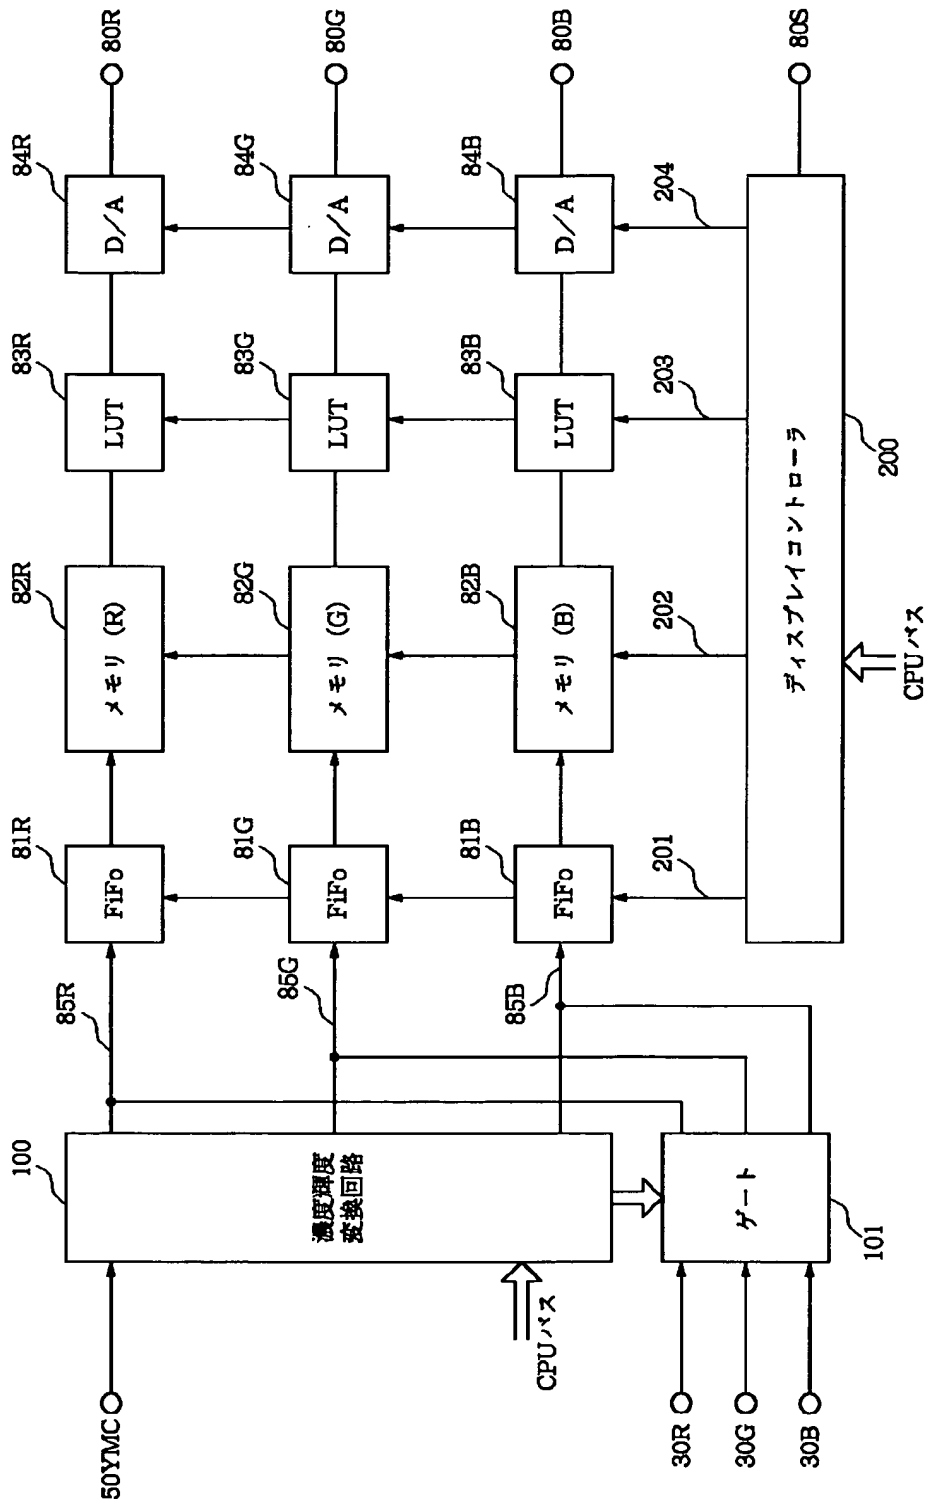 80R
80G
80B
80S
84R
84G
84B
204
D/A
D/A
D/A
83R
83G
83B
203
LUT
LUT
LUT
82R
82G
82B
202
メモリ (R)
メモリ (G)
メモリ (B)
ディスプレイコントローラ
200
CPUバス
81R
81G
81B
201
FiFo
FiFo
FiFo
85R
85G
85B
100
濃度輝度
変換回路
ゲート
101
CPUバス
50YMC
30R
30G
30B